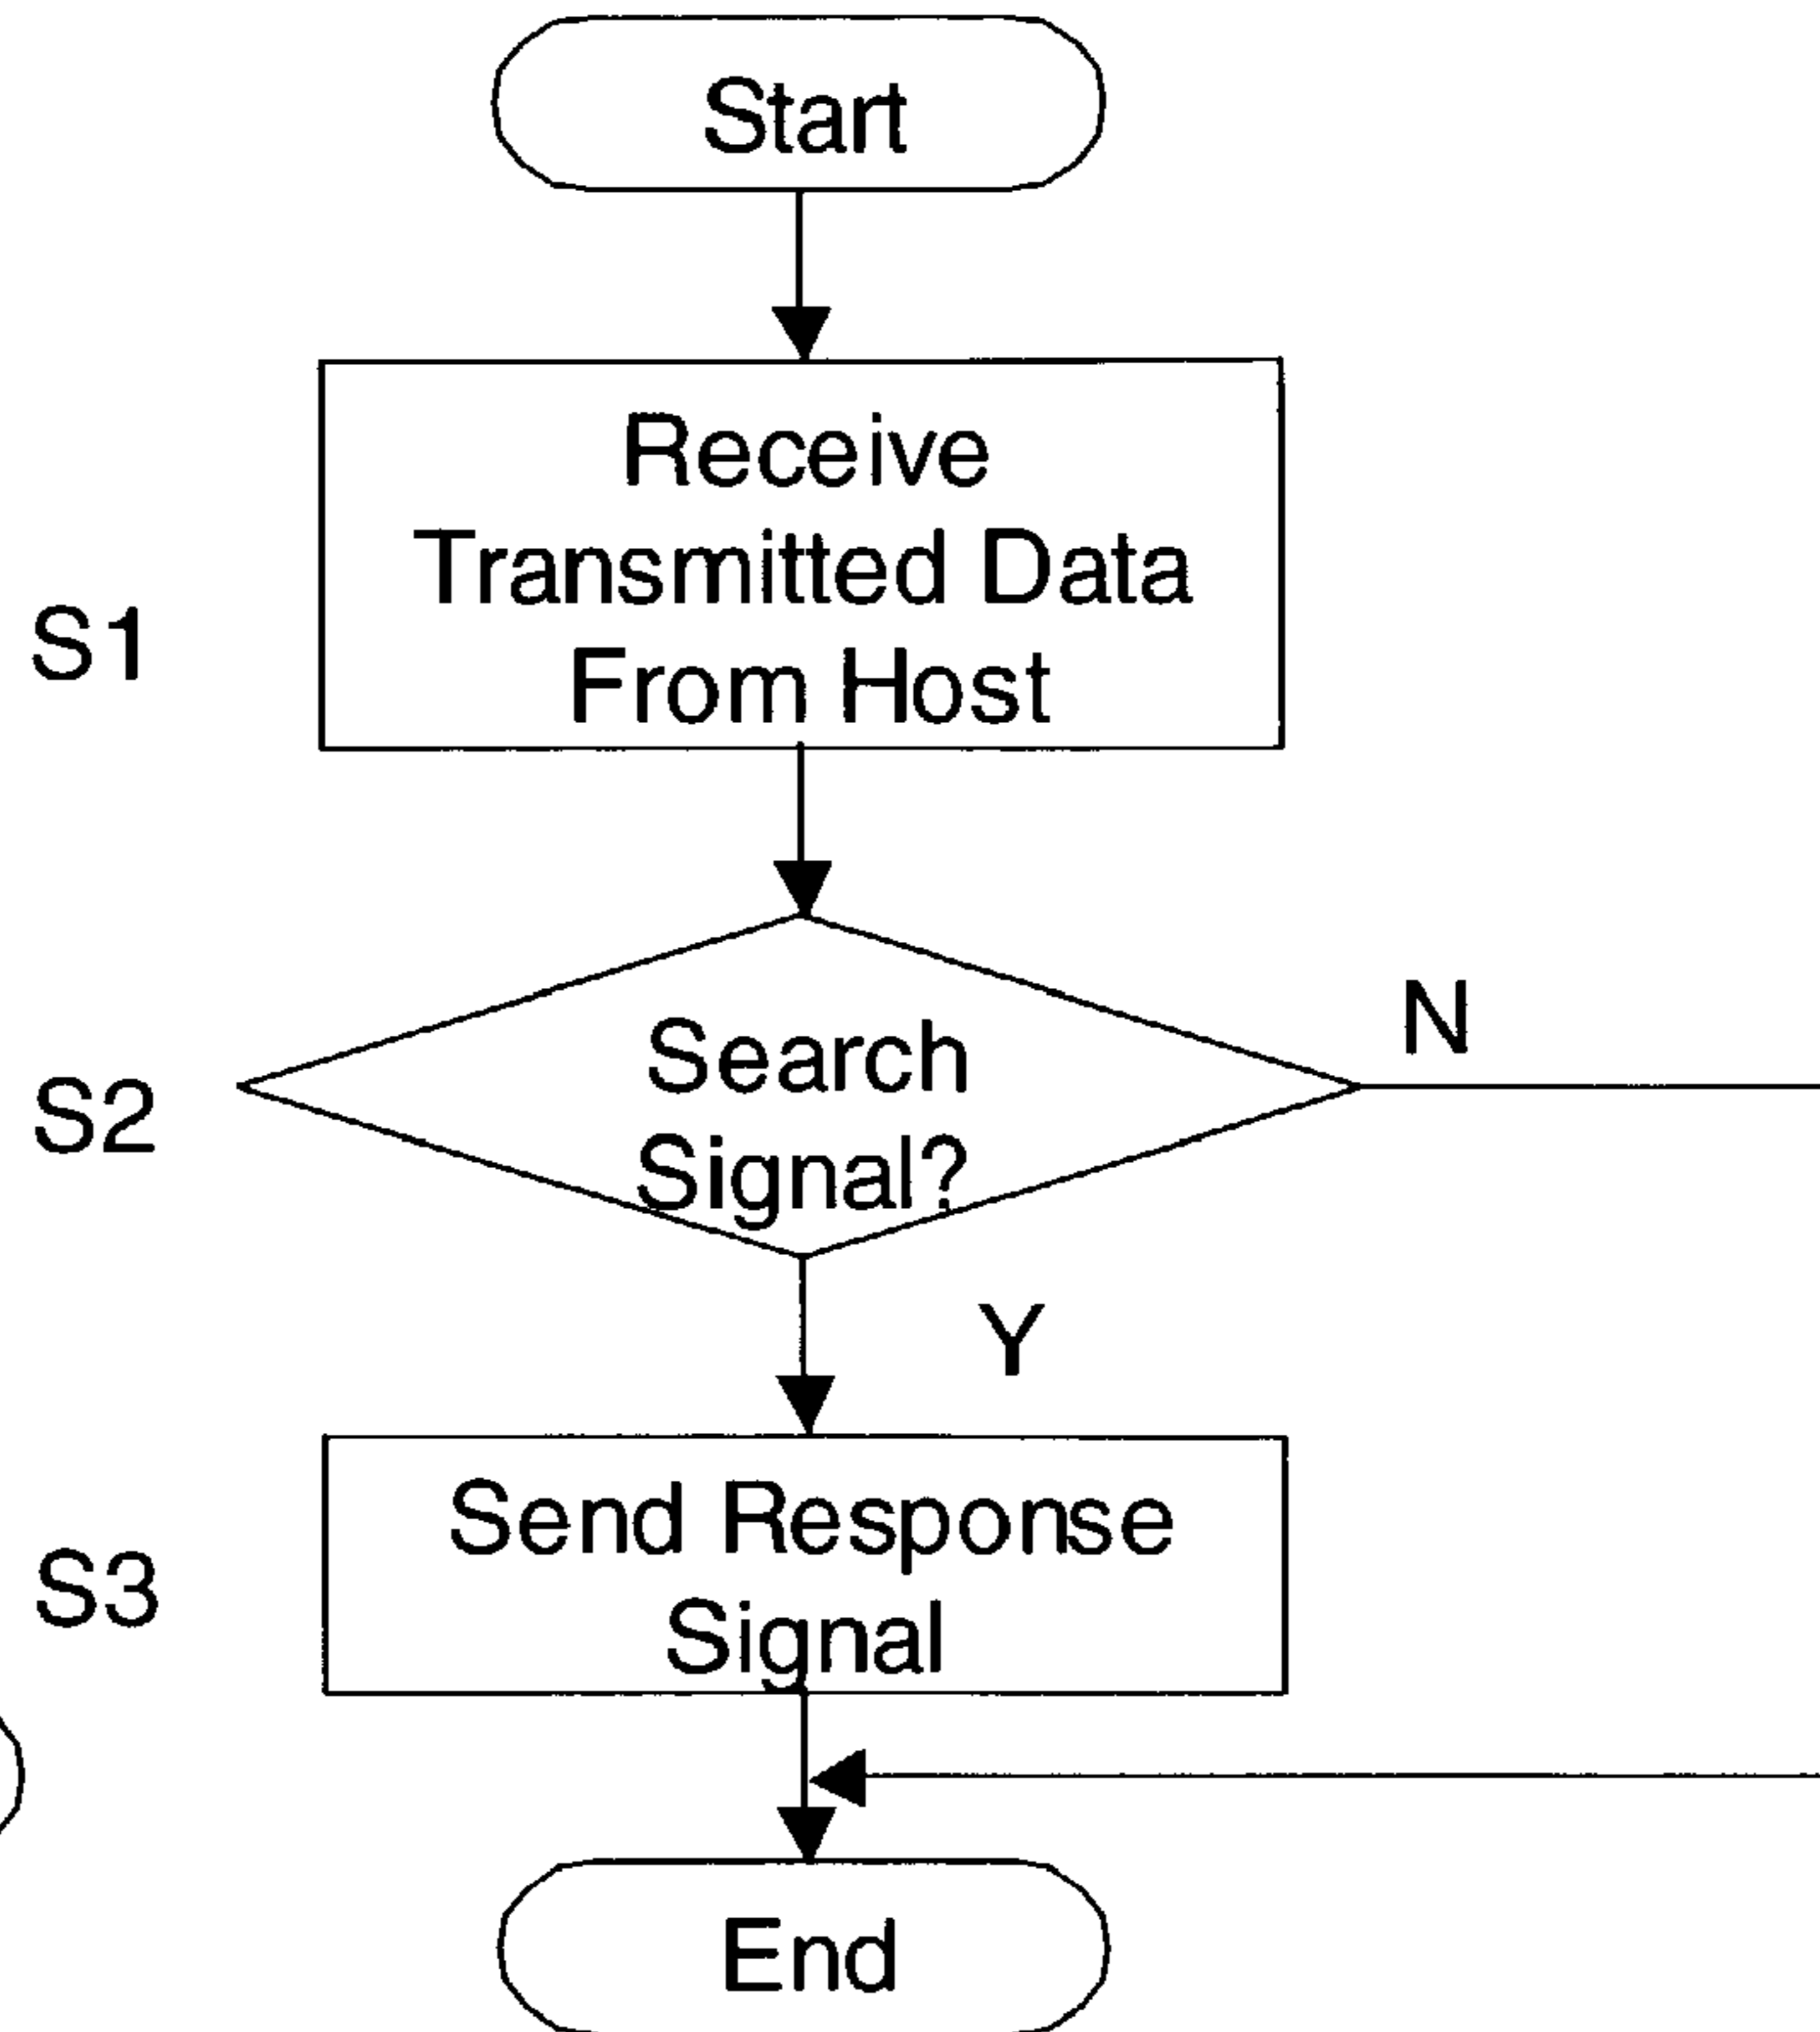 Start
Receive
Transmitted Data
From Host
S1
Search
Signal?
N
S2
Y
Send Response
Signal
S3
End